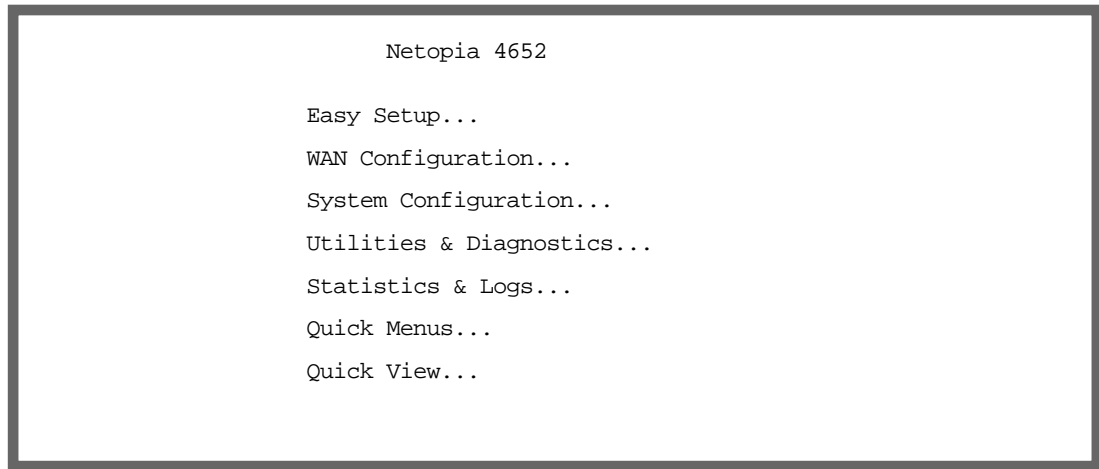 Netopia 4652
Easy Setup...
WAN Configuration...
System Configuration...
Utilities & Diagnostics...
Statistics & Logs...
Quick Menus...
Quick View...